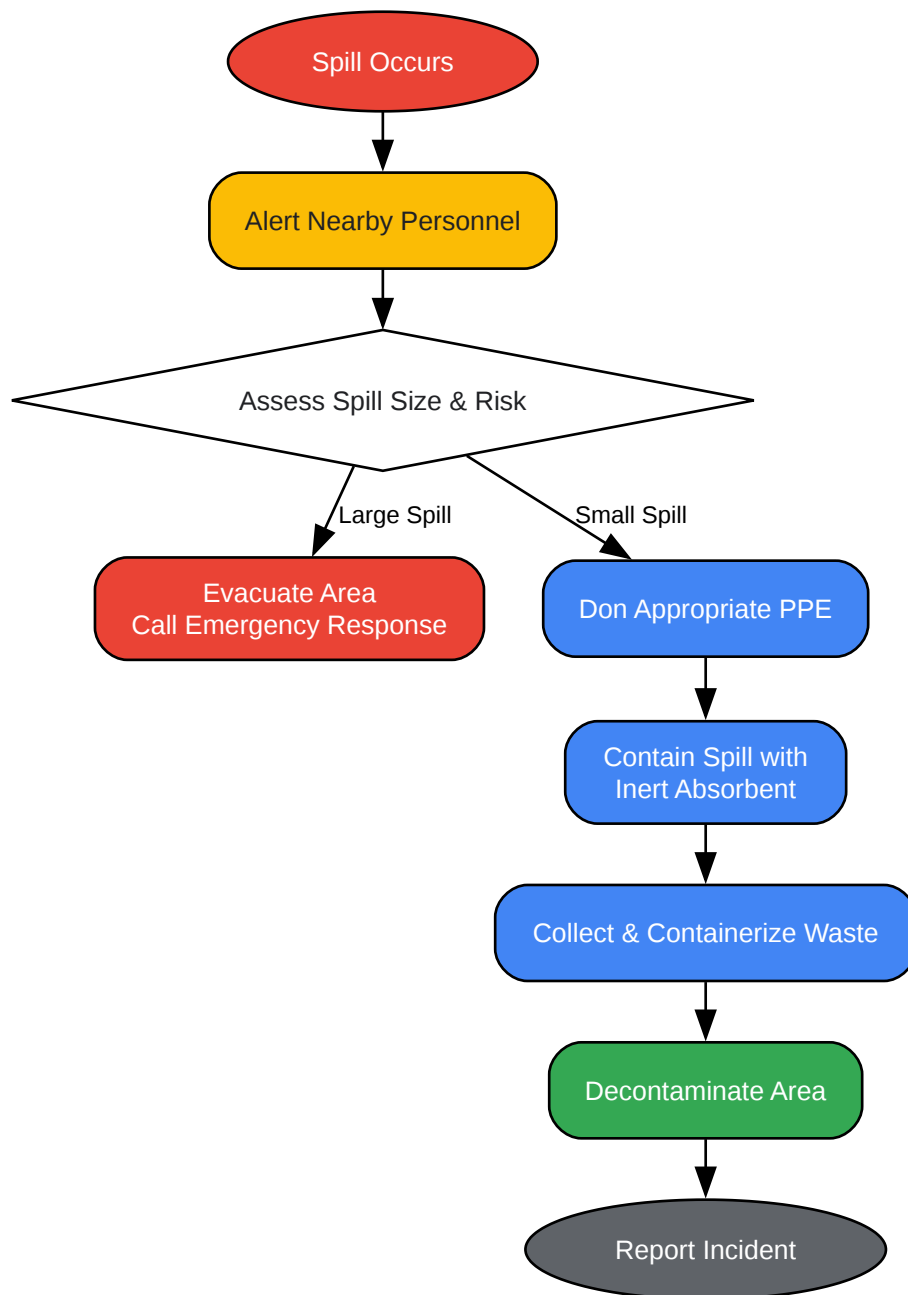 Spill Occurs
Alert Nearby Personnel
Assess Spill Size & Risk
Large Spill
Small Spill
Evacuate Area
Call Emergency Response
Don Appropriate PPE
Contain Spill with
Inert Absorbent
Collect & Containerize Waste
Decontaminate Area
Report Incident